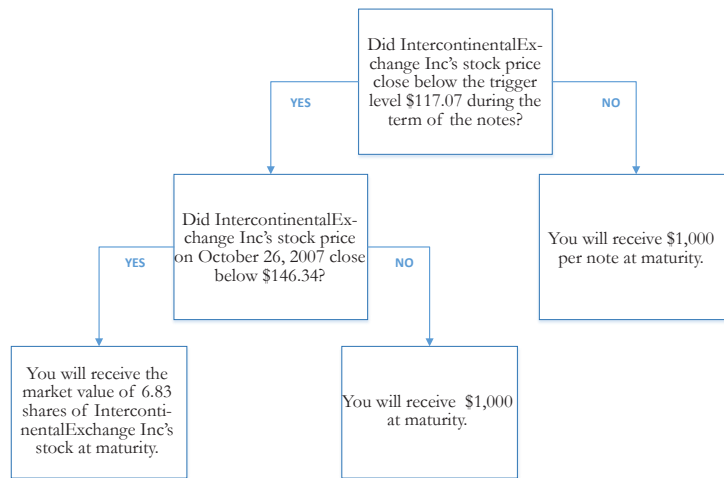 Did IntercontinentalEx-
change Inc's stock price
close below the trigger
level $117.07 during the
term of the notes?
YES
NO
Did IntercontinentalEx-
change Inc's stock price
on October 26, 2007 close
below $146.34?
You will receive $1,000
per note at maturity.
YES
NO
You will receive the
market value of 6.83
shares of Interconti-
nentalExchange Inc's
stock at maturity.
You will receive $1,000
at maturity.